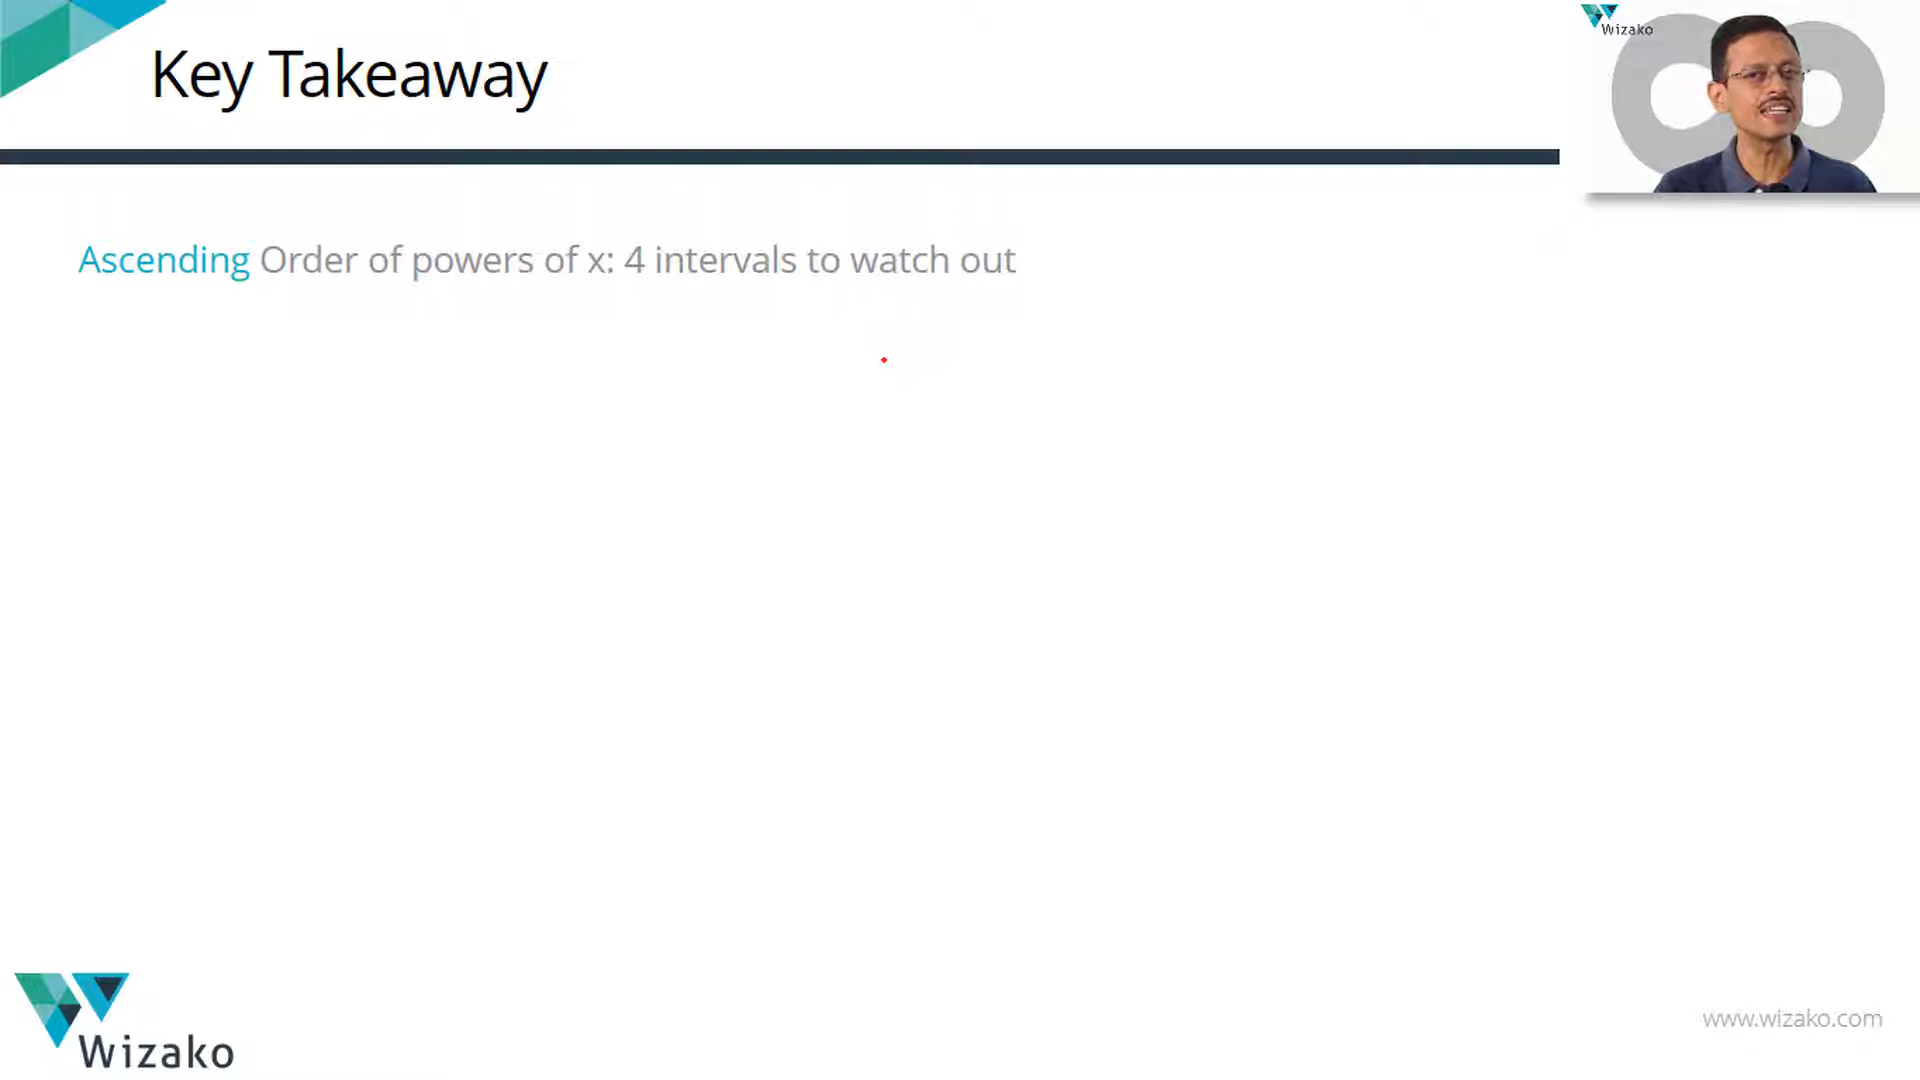 Key Takeaway
Wizako
Ascending Order of powers of x: 4 intervals to watch out
Wizako
www.wizako.com